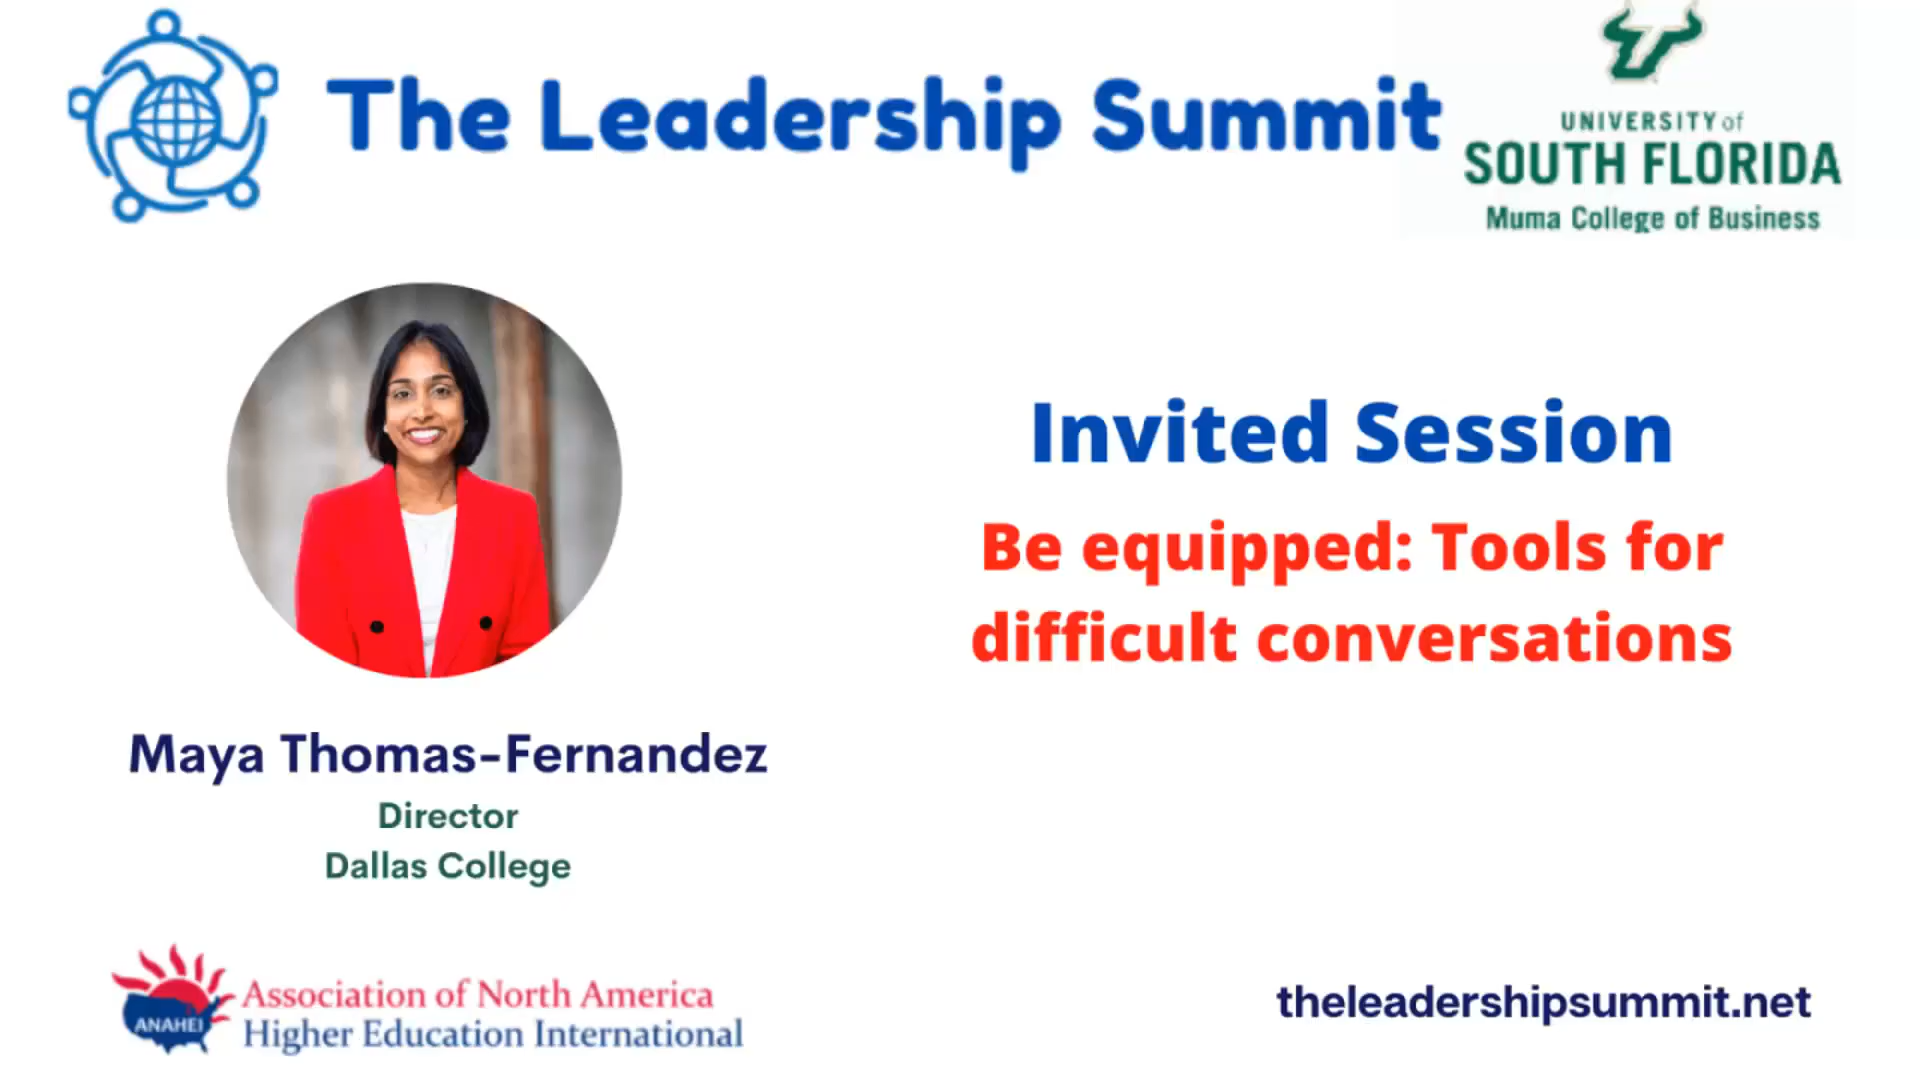 The Leadership Summit
UNIVERSITY of
SOUTH FLORIDA
Muma College of Business
Invited Session
Be equipped: Tools for
difficult conversations
Maya Thomas-Fernandez
Director
Dallas College
ANAHEI
Association of North America
Higher Education International
theleadershipsummit.net